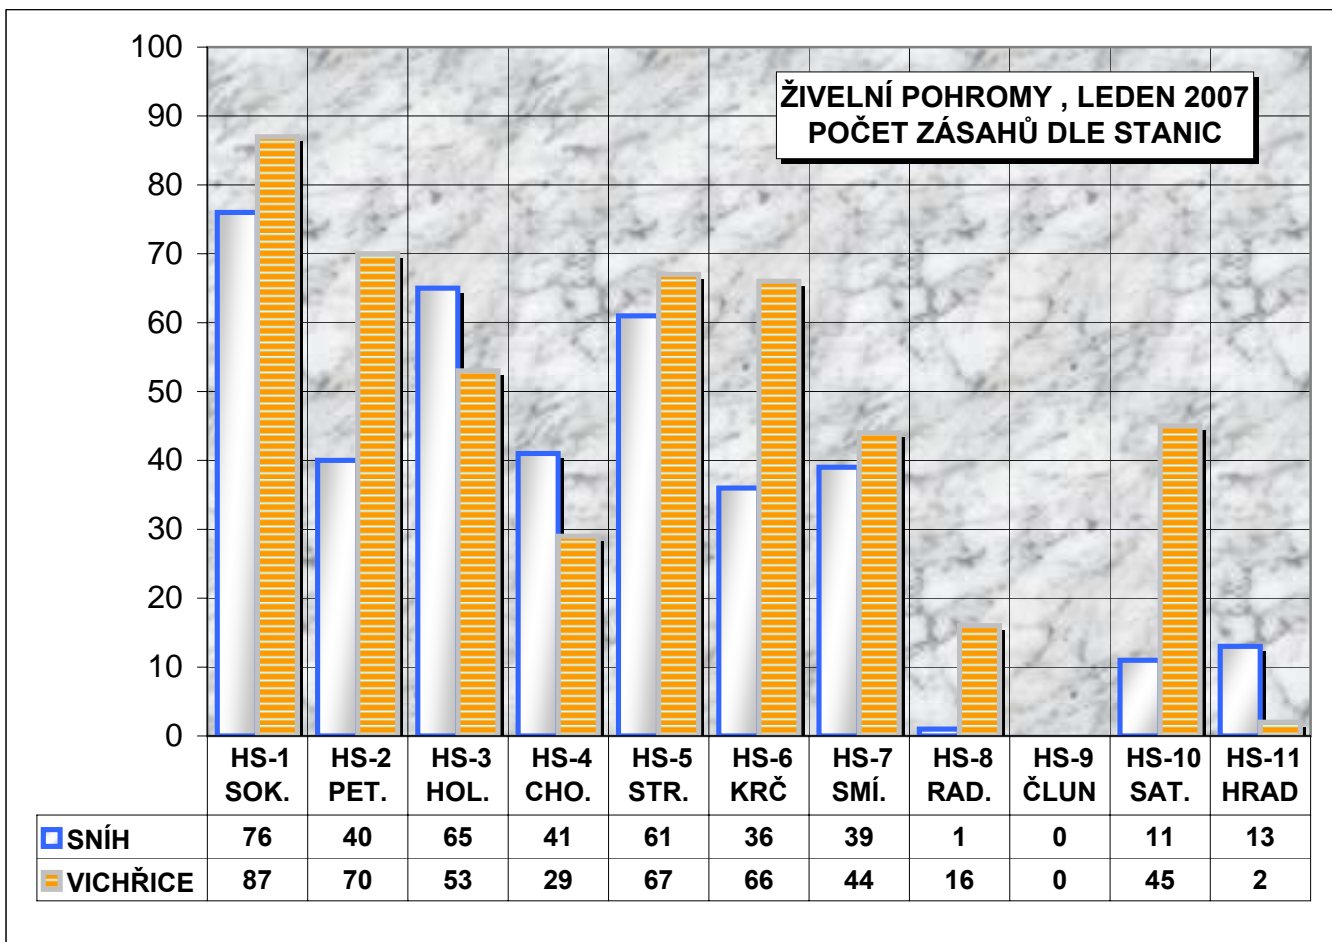 ŽIVELNÍ POHROMY , LEDEN 2007
POČET ZÁSAHŮ DLE STANIC
100
90
80
70
60
50
40
30
20
10
0
HS-1 HS-2 HS-3 HS-4 HS-5 HS-6 HS-7 HS-8 HS-9 HS-10 HS-11
SOK. PET. HOL. CHO. STR. KRČ SMÍ. RAD. ČLUN SAT. HRAD
SNÍH 76 40 65 41 61 36 39 1 0 11 13
VICHŘICE 87 70 53 29 67 66 44 16 0 45 2